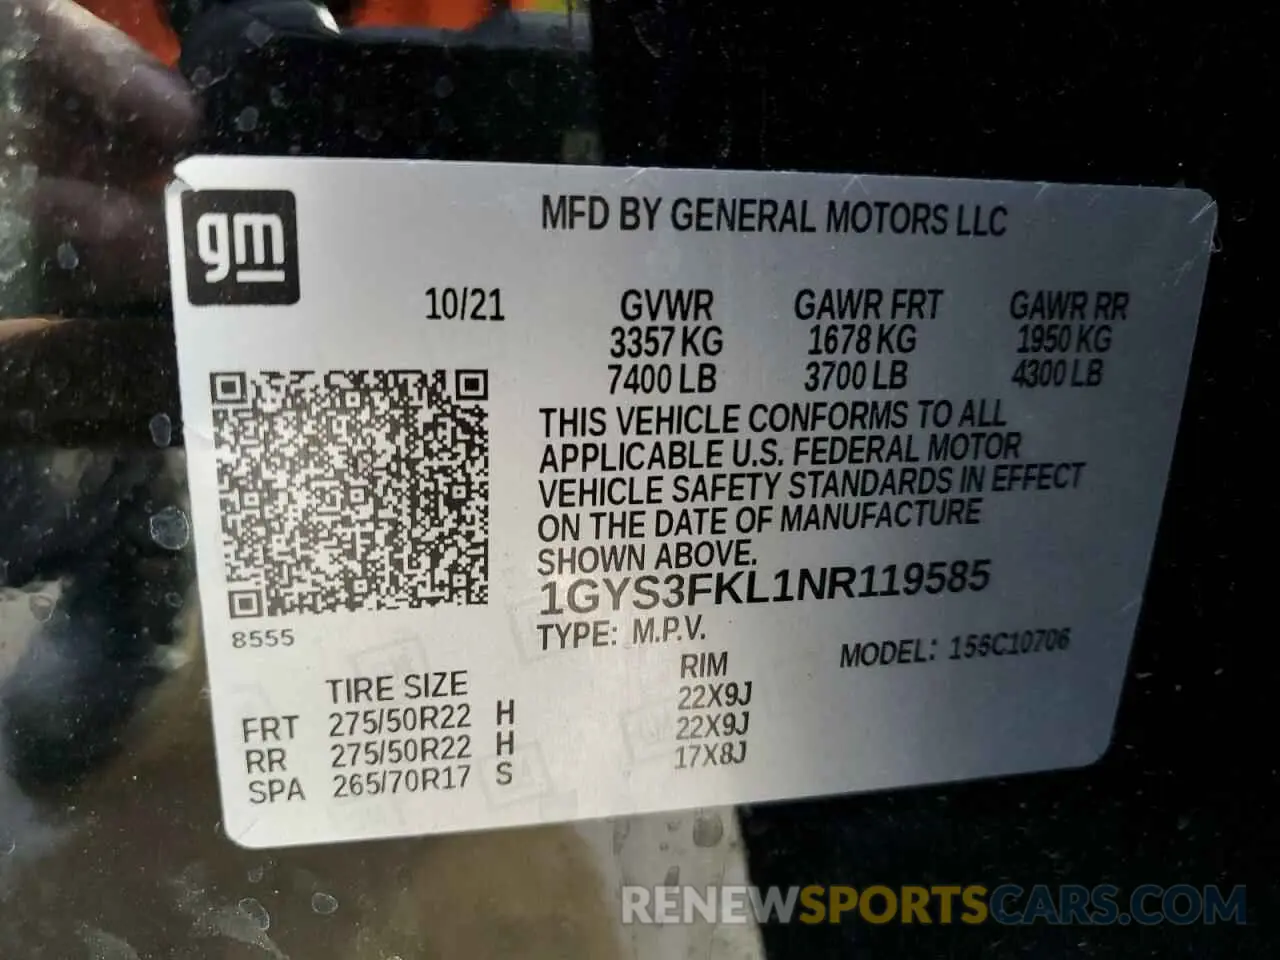 gm
MFD BY GENERAL MOTORS LLC
10/21 GVWR GAWR FRT GAWR RR
3357 KG 1678 KG 1950 KG
7400 LB 3700 LB 4300 LB
THIS VEHICLE CONFORMS TO ALL
APPLICABLE U.S. FEDERAL MOTOR
VEHICLE SAFETY STANDARDS IN EFFECT
ON THE DATE OF MANUFACTURE
SHOWN ABOVE.
1GYS3FKL1NR119585
8555
TYPE: M.P.V. MODEL: 156C10706
TIRE SIZE RIM
FRT 275/50R22 H 22X9J
RR 275/50R22 H 22X9J
SPA 265/70R17 S 17X8J
RENEWSPORTSCARS.COM